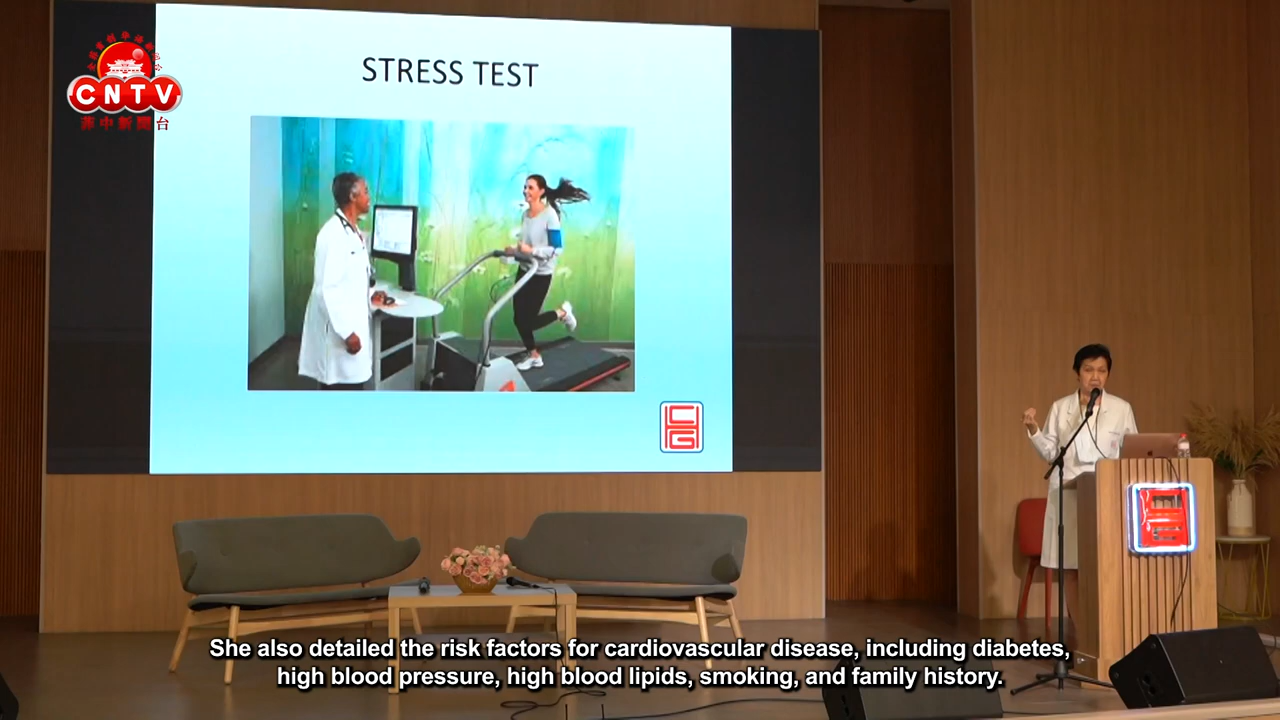 STRESS TEST
CNTV
菲中新聞台
She also detailed the risk factors for cardiovascular disease, including diabetes,
high blood pressure, high blood lipids, smoking, and family history.